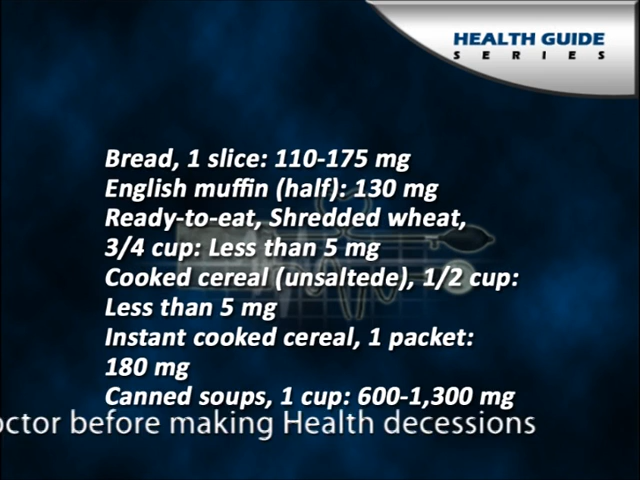 HEALTH GUIDE
SERIES
Bread, 1 slice: 110-175 mg
English muffin (half): 130 mg
Ready-to-eat, Shredded wheat,
3/4 cup: Less than 5 mg
Cooked cereal (unsaltede), 1/2 cup:
Less than 5 mg
Instant cooked cereal, 1 packet:
180 mg
Canned soups, 1 cup: 600-1,300 mg
octor before making Health decessions